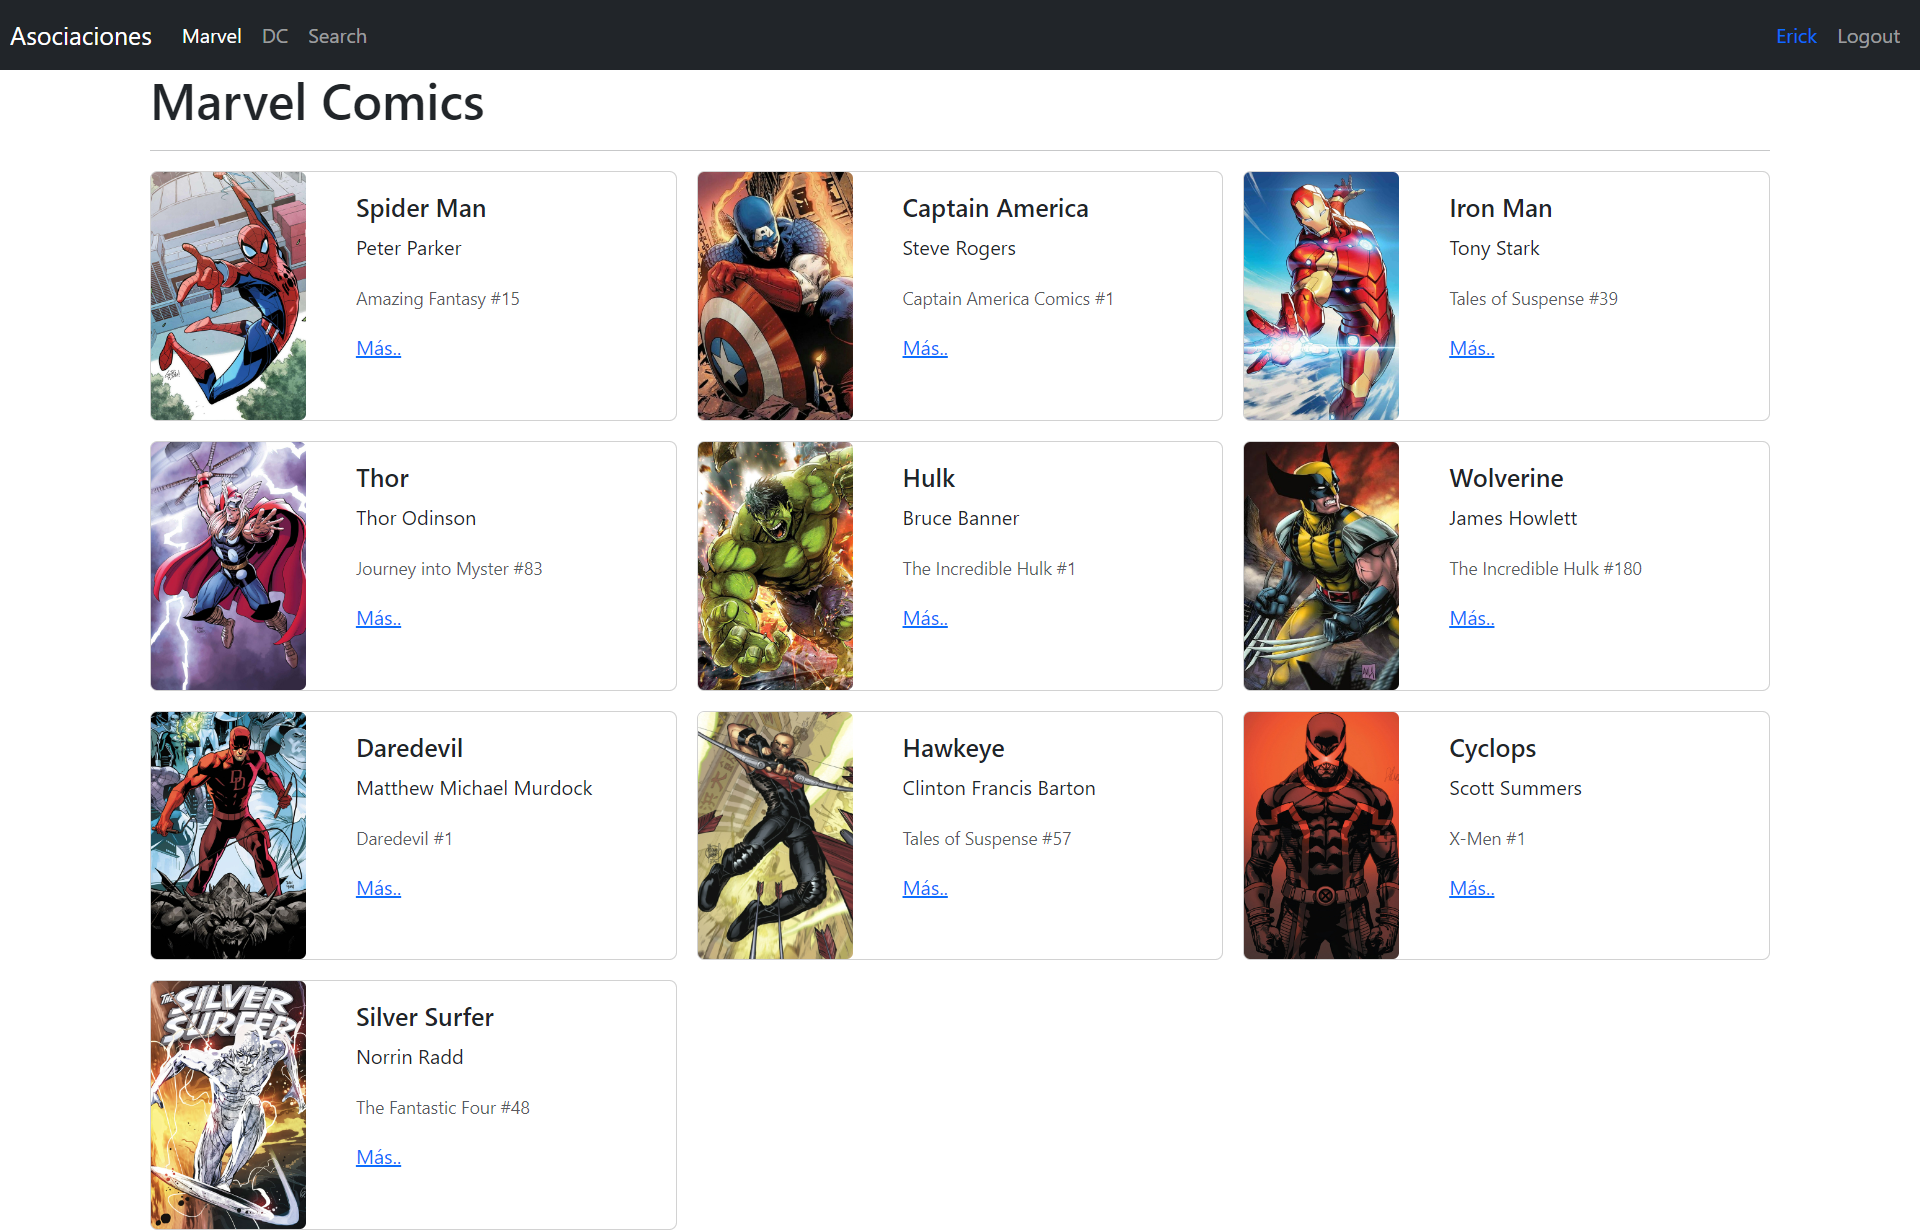 Asociaciones Marvel DC Search Erick Logout
Marvel Comics
Spider Man
Peter Parker
Amazing Fantasy #15
Más..
Captain America
Steve Rogers
Captain America Comics #1
Más..
Iron Man
Tony Stark
Tales of Suspense #39
Más..
Thor
Thor Odinson
Journey into Myster #83
Más..
Hulk
Bruce Banner
The Incredible Hulk #1
Más..
Wolverine
James Howlett
The Incredible Hulk #180
Más..
Daredevil
Matthew Michael Murdock
Daredevil #1
Más..
Hawkeye
Clinton Francis Barton
Tales of Suspense #57
Más..
Cyclops
Scott Summers
X-Men #1
Más..
THE SILVER
SURFER
Silver Surfer
Norrin Radd
The Fantastic Four #48
Más..